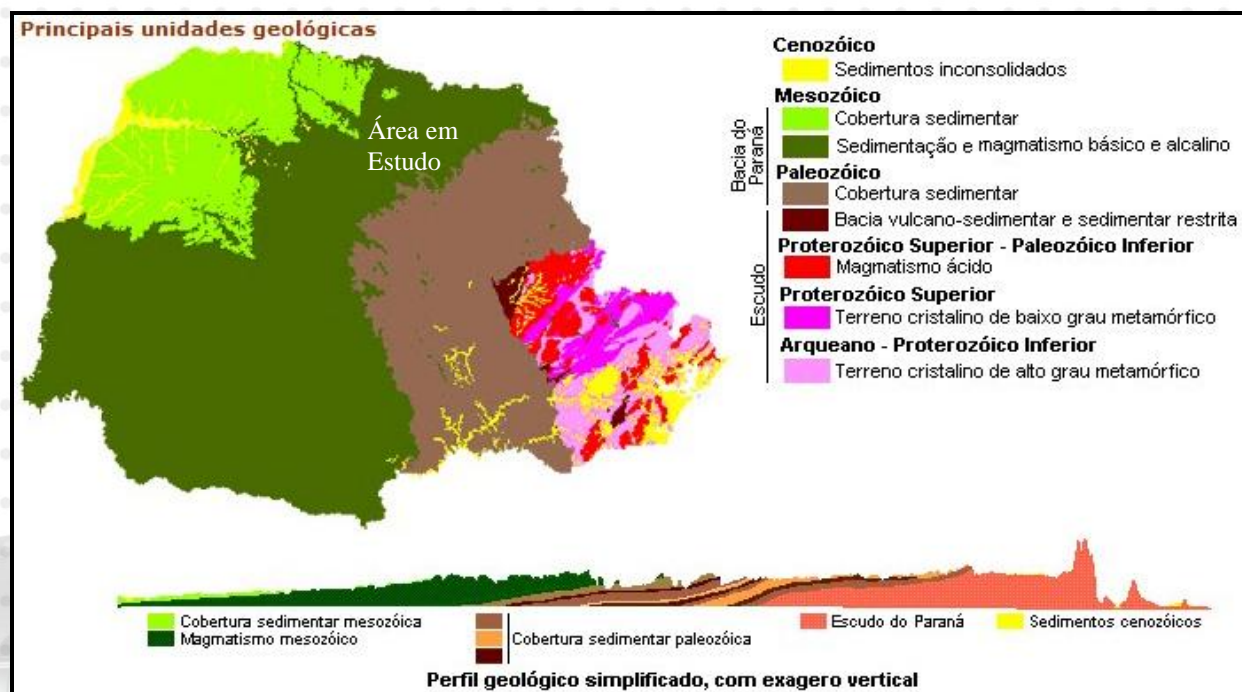 Principais unidades geológicas
Área em
Estudo
Cenozóico
Sedimentos inconsolidados
Mesozóico
Cobertura sedimentar
Sedimentação e magmatismo básico e alcalino
Bacia do
Paraná
Paleozóico
Cobertura sedimentar
Bacia vulcano-sedimentar e sedimentar restrita
Escudo
Proterozóico Superior - Paleozóico Inferior
Magmatismo ácido
Proterozóico Superior
Terreno cristalino de baixo grau metamórfico
Arqueano - Proterozóico Inferior
Terreno cristalino de alto grau metamórfico
Cobertura sedimentar mesozóica
Magmatismo mesozóico
Cobertura sedimentar paleozóica
Escudo do Paraná
Sedimentos cenozóicos
Perfil geológico simplificado, com exagero vertical